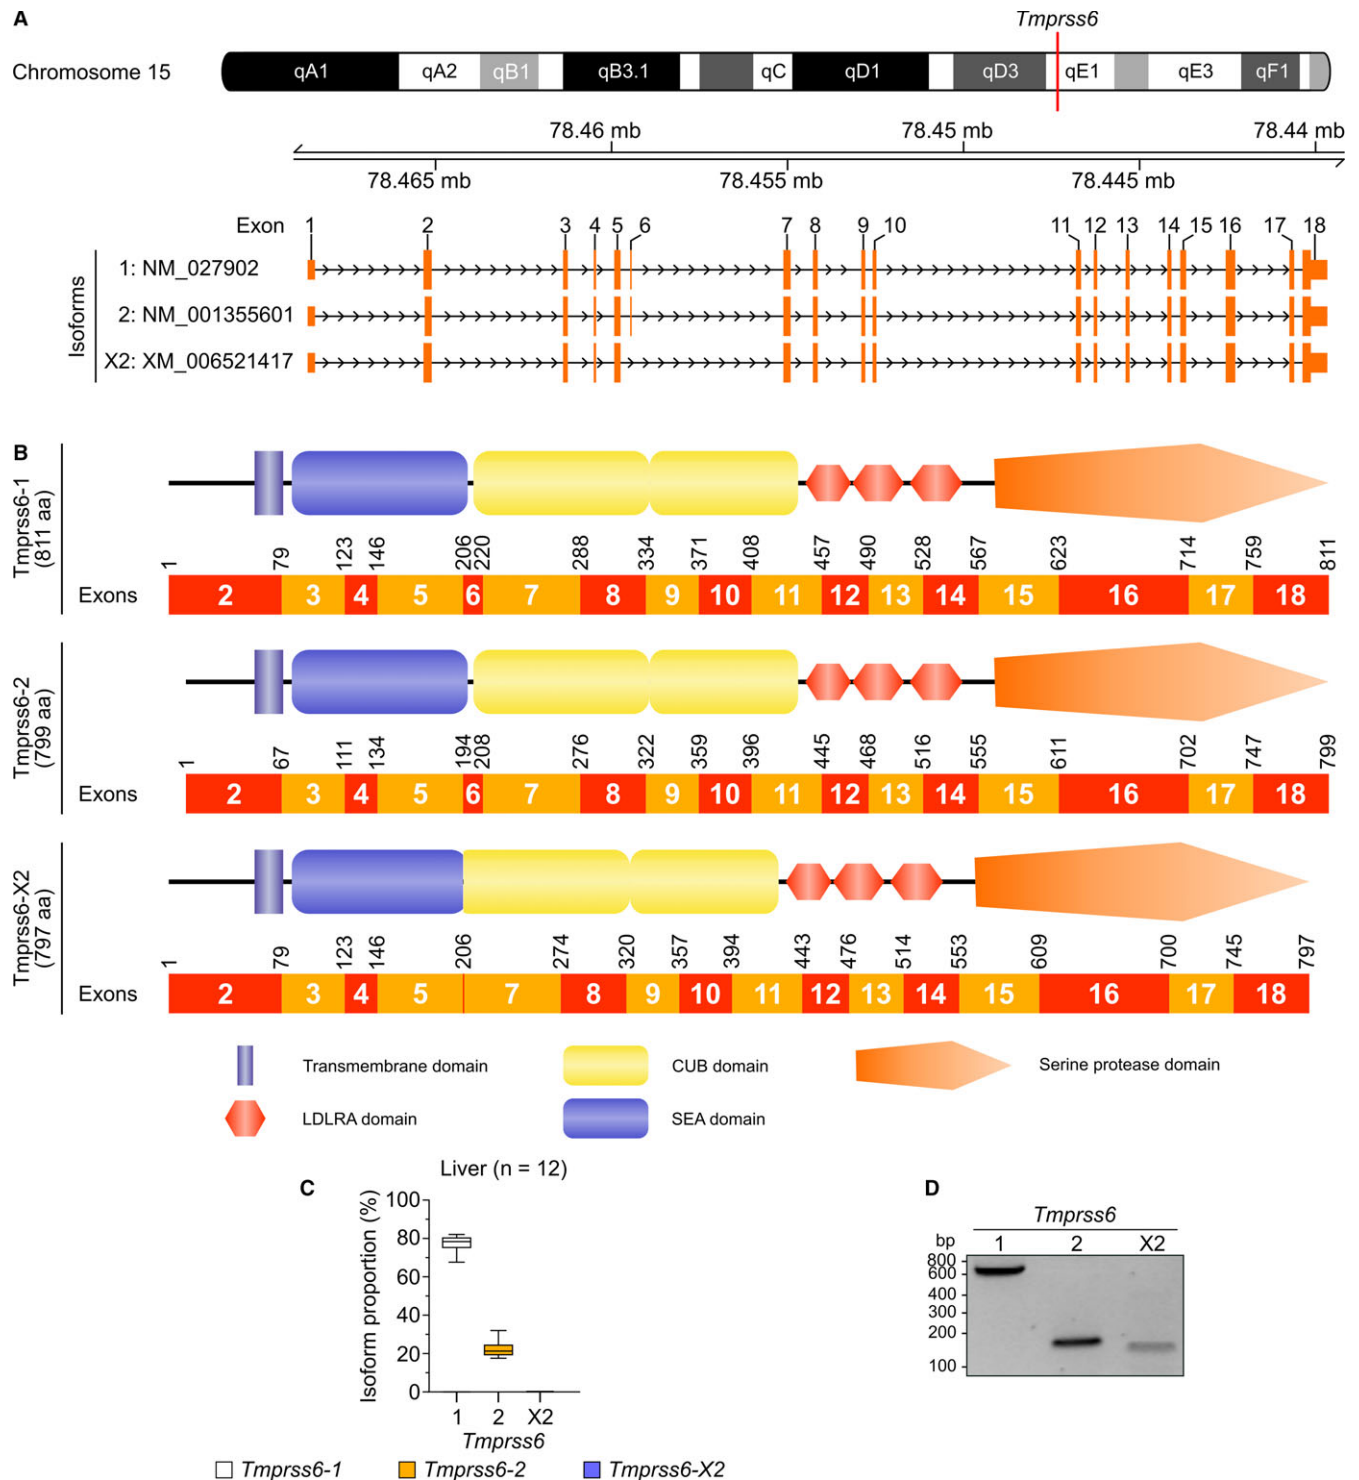 A
Tmprss6
Chromosome 15
qA1 qA2 qB1 qB3.1 qC qD1 qD3 qE1 qE3 qF1
78.46 mb 78.45 mb 78.44 mb
78.465 mb 78.455 mb 78.445 mb
Exon 1 2 3 4 5 6 7 8 9 10 11 12 13 14 15 16 17 18
Isoforms
1: NM_027902
2: NM_001355601
X2: XM_006521417
B
Tmprss6-1
(811 aa)
1 79 123 146 206 220 288 334 371 408 457 490 528 567 623 714 759 811
Exons 2 3 4 5 6 7 8 9 10 11 12 13 14 15 16 17 18
Tmprss6-2
(799 aa)
1 67 111 134 194 208 276 322 359 396 445 468 516 555 611 702 747 799
Exons 2 3 4 5 6 7 8 9 10 11 12 13 14 15 16 17 18
Tmprss6-X2
(797 aa)
1 79 123 146 206 274 320 357 394 443 476 514 553 609 700 745 797
Exons 2 3 4 5 7 8 9 10 11 12 13 14 15 16 17 18
Transmembrane domain
CUB domain
Serine protease domain
LDLRA domain
SEA domain
C
Liver (n = 12)
Isoform proportion (%)
100
80
60
40
20
0
1 2 X2
Tmprss6
Tmprss6-1 Tmprss6-2 Tmprss6-X2
D
Tmprss6
bp 1 2 X2
800
600
400
300
200
100